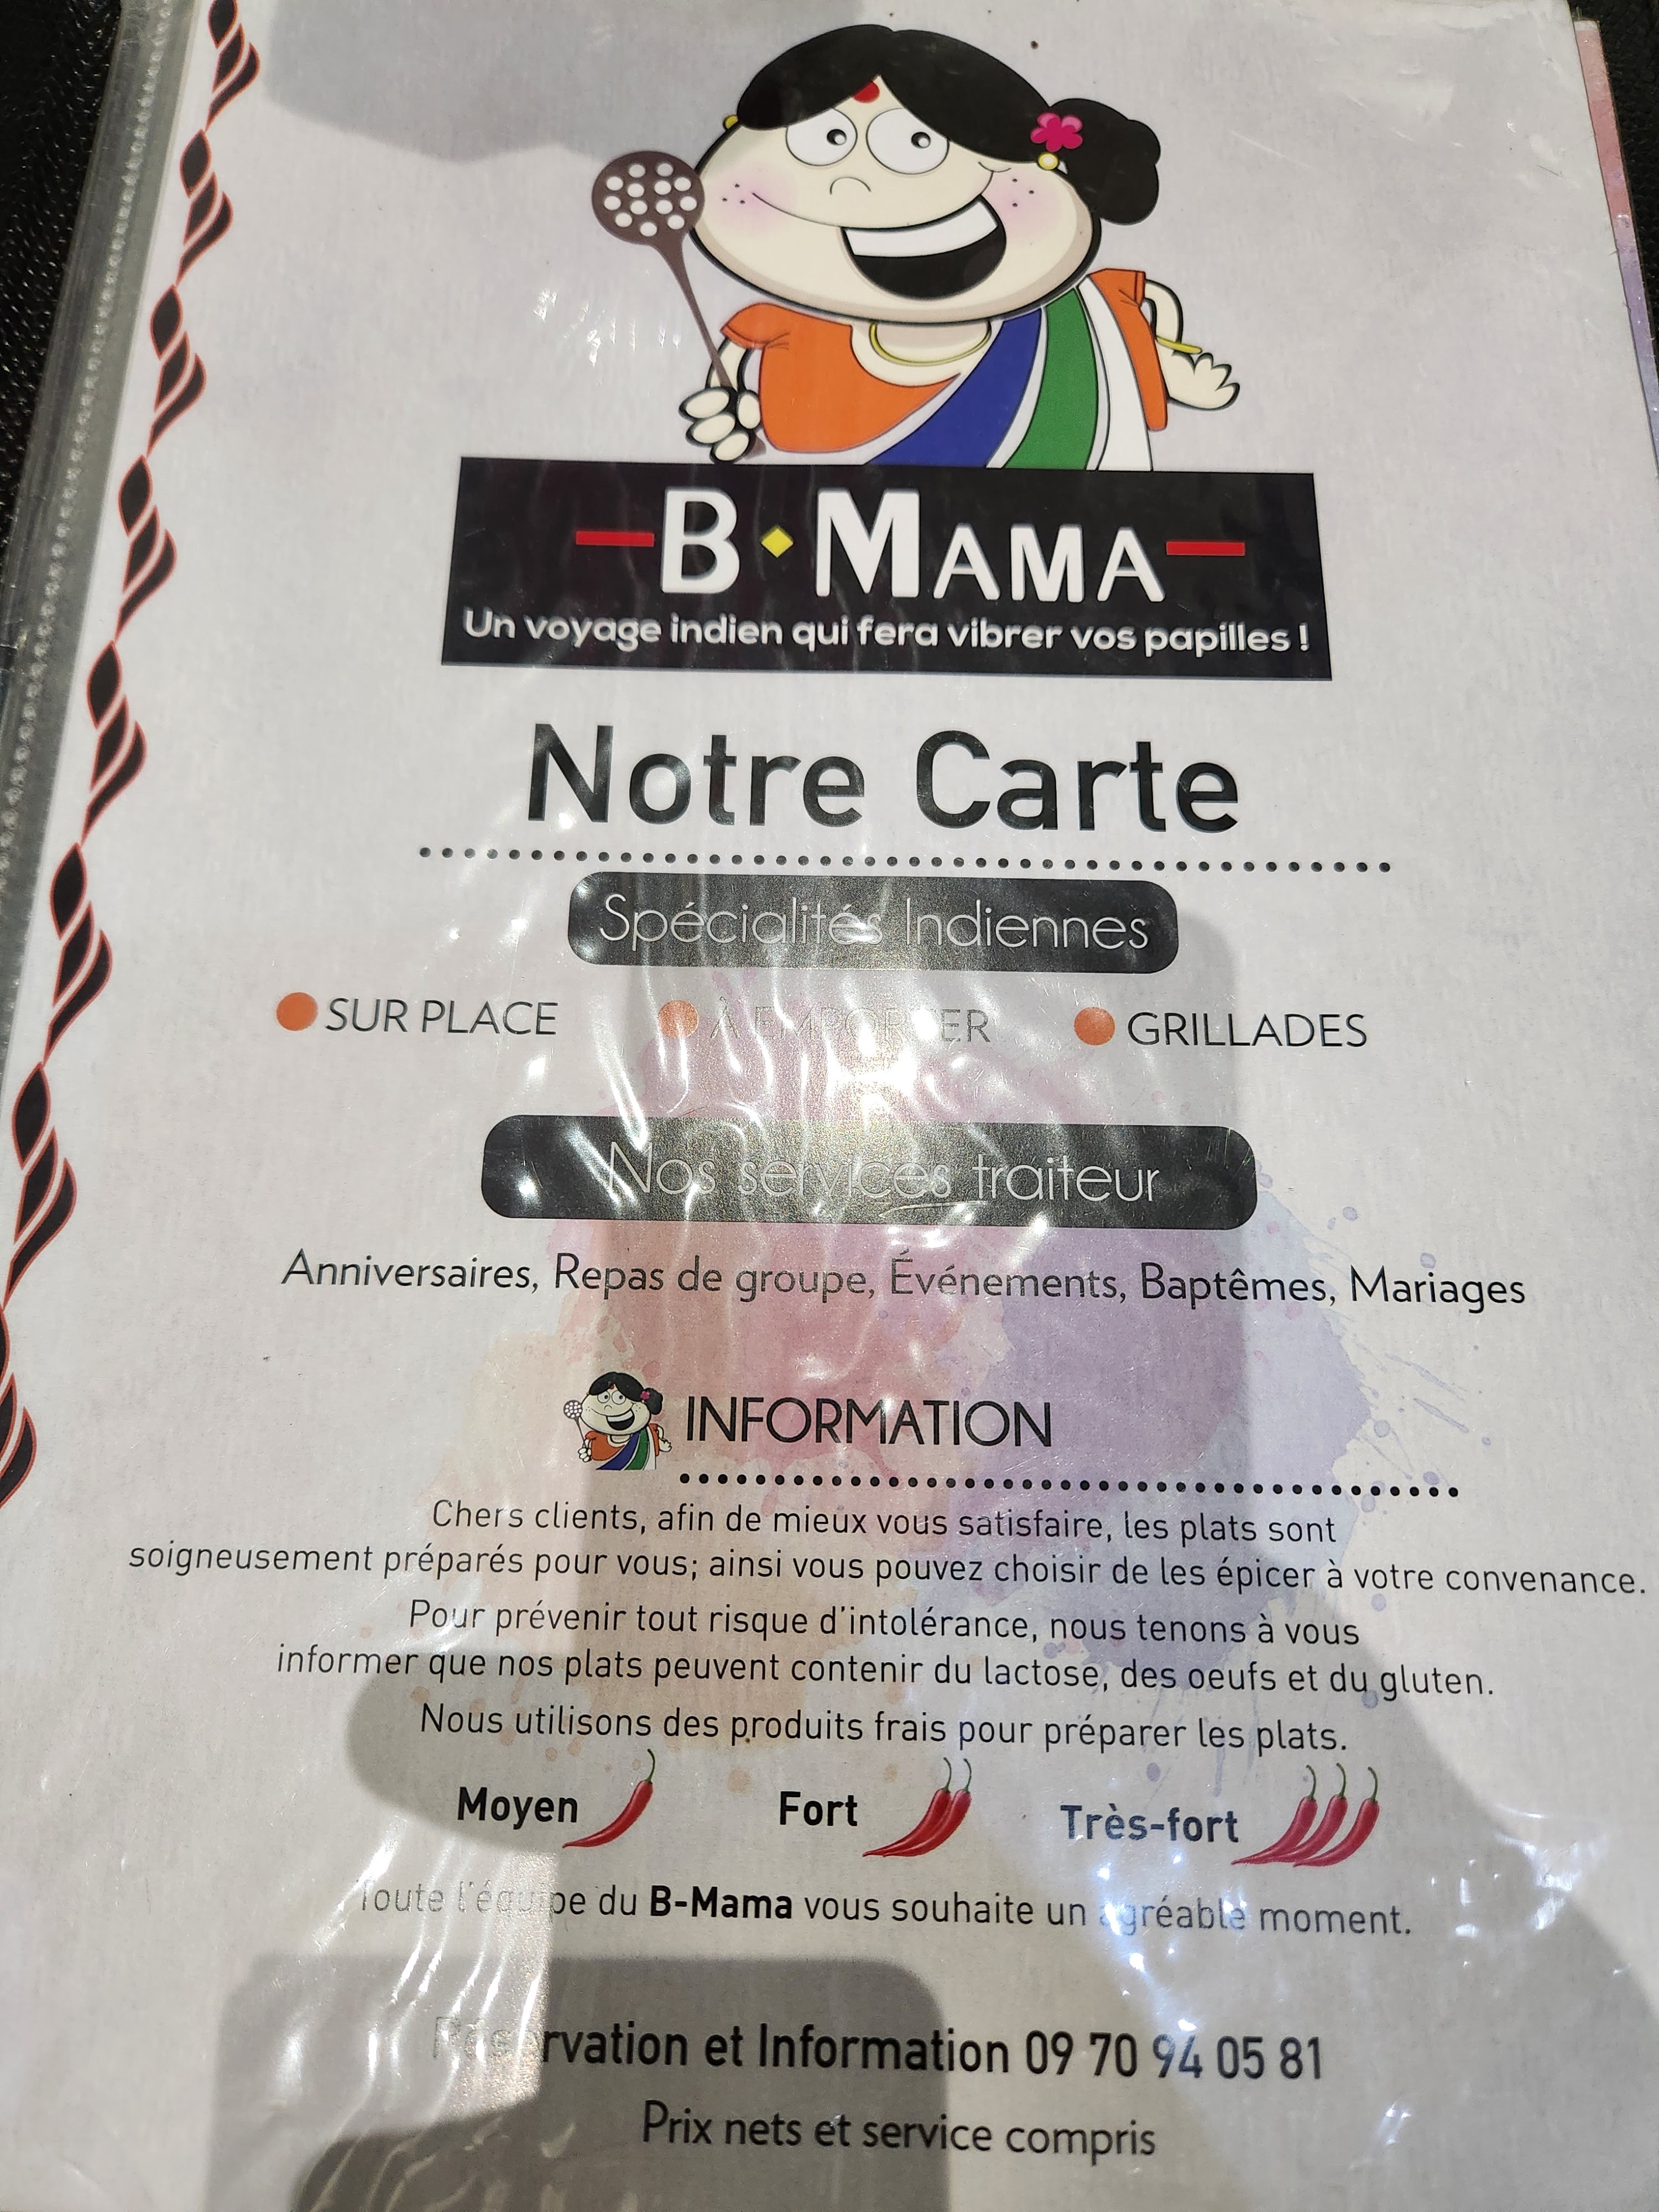 B◆MAMA
Un voyage indien qui fera vibrer vos papilles !
Notre Carte
Spécialités Indiennes
SUR PLACE À EMPORTER GRILLADES
Nos services traiteur
Anniversaires, Repas de groupe, Événements, Baptêmes, Mariages
INFORMATION
Chers clients, afin de mieux vous satisfaire, les plats sont
soigneusement préparés pour vous; ainsi vous pouvez choisir de les épicer à votre convenance.
Pour prévenir tout risque d'intolérance, nous tenons à vous
informer que nos plats peuvent contenir du lactose, des oeufs et du gluten.
Nous utilisons des produits frais pour préparer les plats.
Moyen Fort Très-fort
Toute l'équipe du B-Mama vous souhaite un agréable moment.
Réservation et Information 09 70 94 05 81
Prix nets et service compris